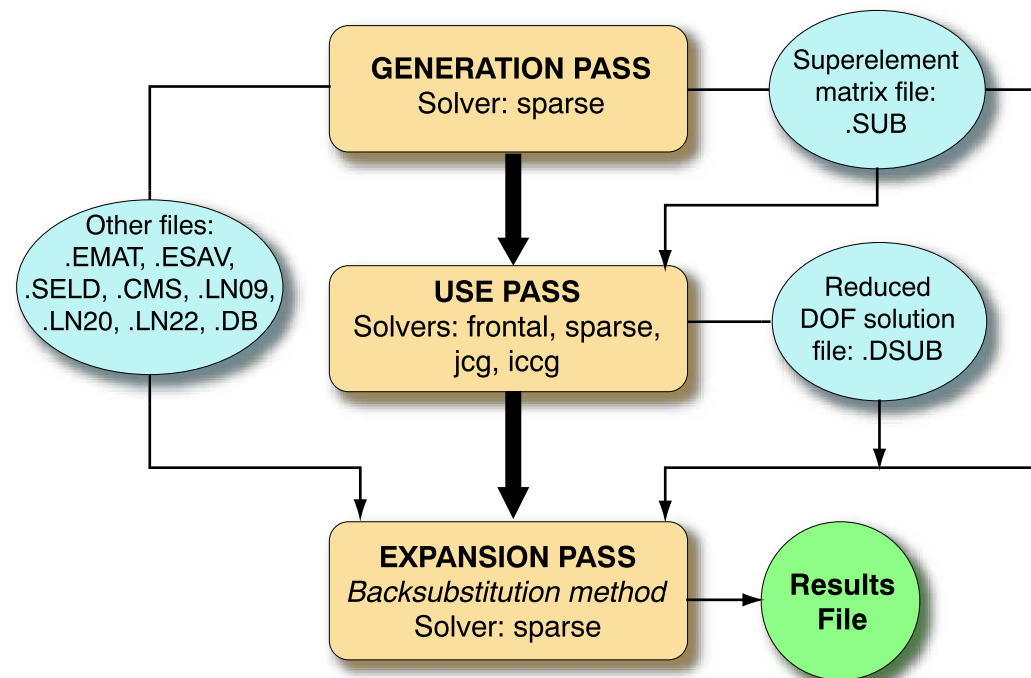 GENERATION PASS
Solver: sparse
Superelement
matrix file:
.SUB
Other files:
.EMAT, .ESAV,
.SELD, .CMS, .LN09,
.LN20, .LN22, .DB
USE PASS
Solvers: frontal, sparse,
jcg, iccg
Reduced
DOF solution
file: .DSUB
EXPANSION PASS
Backsubstitution method
Solver: sparse
Results
File